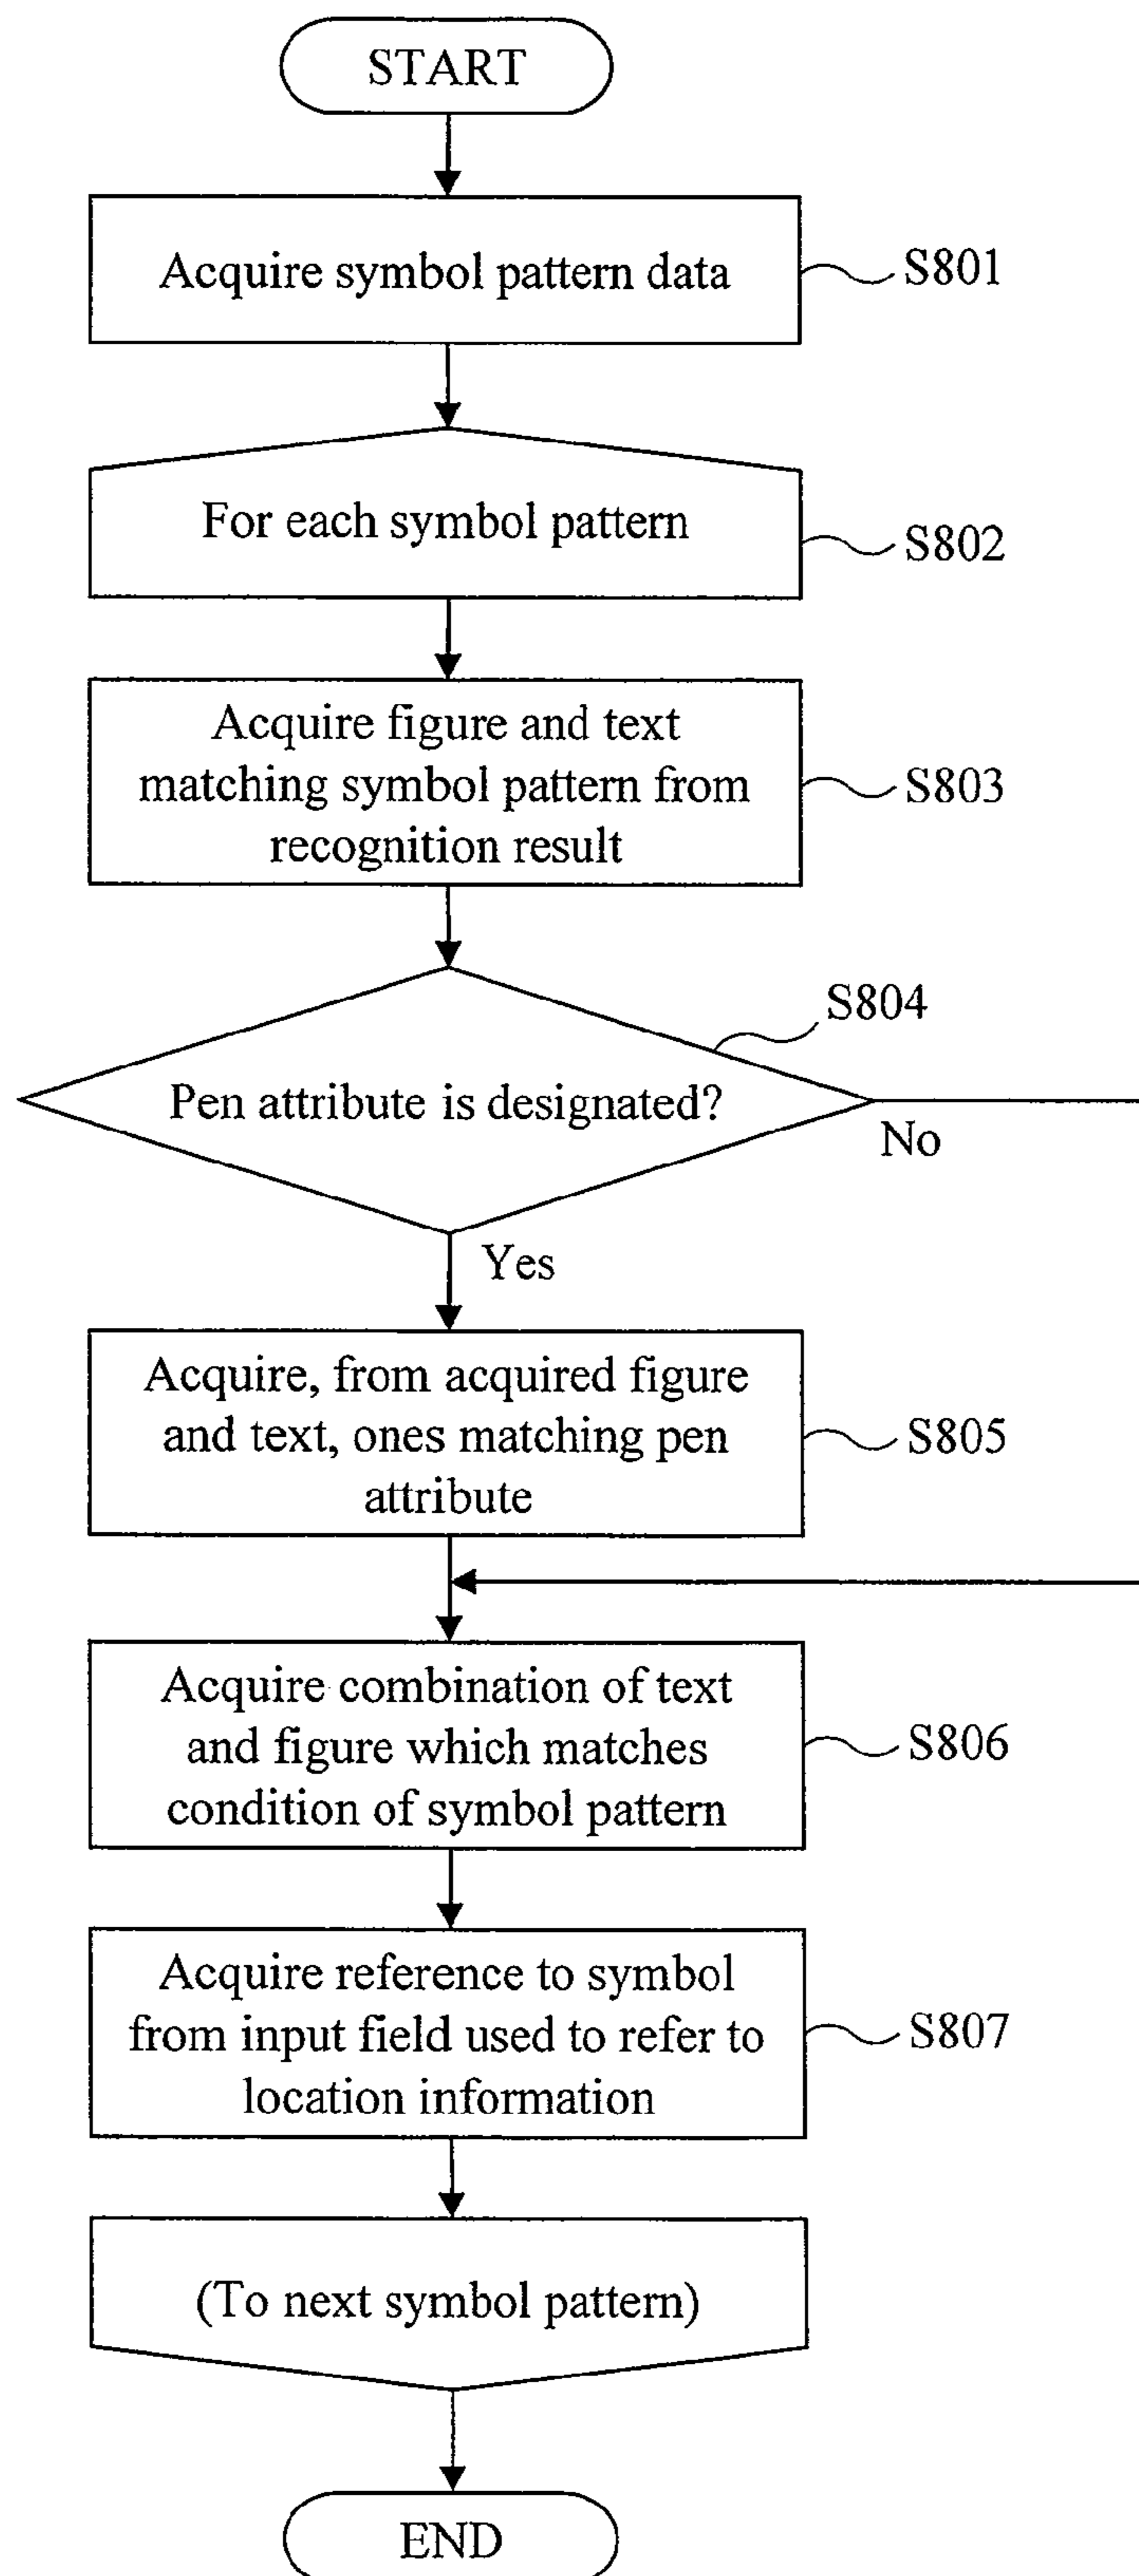 START
Acquire symbol pattern data
S801
For each symbol pattern
S802
Acquire figure and text
matching symbol pattern from
recognition result
S803
S804
Pen attribute is designated?
No
Yes
Acquire, from acquired figure
and text, ones matching pen
attribute
S805
Acquire combination of text
and figure which matches
condition of symbol pattern
S806
Acquire reference to symbol
from input field used to refer to
location information
S807
(To next symbol pattern)
END